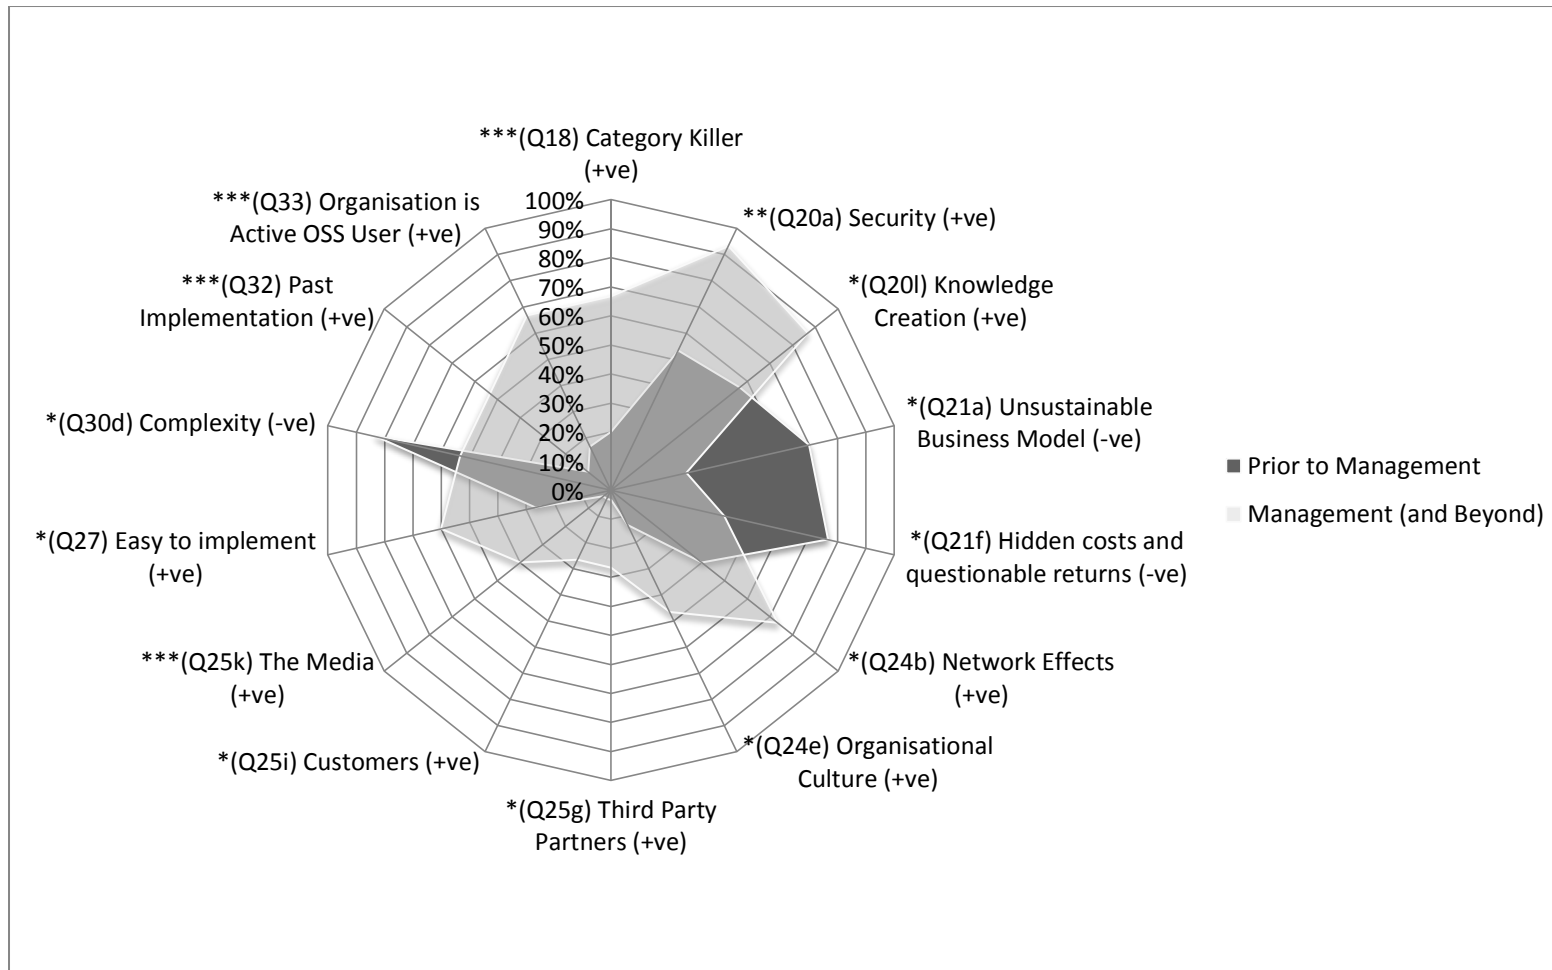 ***(Q18) Category Killer
(+ve)
***(Q33) Organisation is
Active OSS User (+ve)
**(Q20a) Security (+ve)
***(Q32) Past
Implementation (+ve)
*(Q20l) Knowledge
Creation (+ve)
*(Q30d) Complexity (-ve)
*(Q21a) Unsustainable
Business Model (-ve)
*(Q27) Easy to implement
(+ve)
*(Q21f) Hidden costs and
questionable returns (-ve)
***(Q25k) The Media
(+ve)
*(Q24b) Network Effects
(+ve)
*(Q25i) Customers (+ve)
*(Q24e) Organisational
Culture (+ve)
*(Q25g) Third Party
Partners (+ve)
100%
90%
80%
70%
60%
50%
40%
30%
20%
10%
0%
Prior to Management
Management (and Beyond)